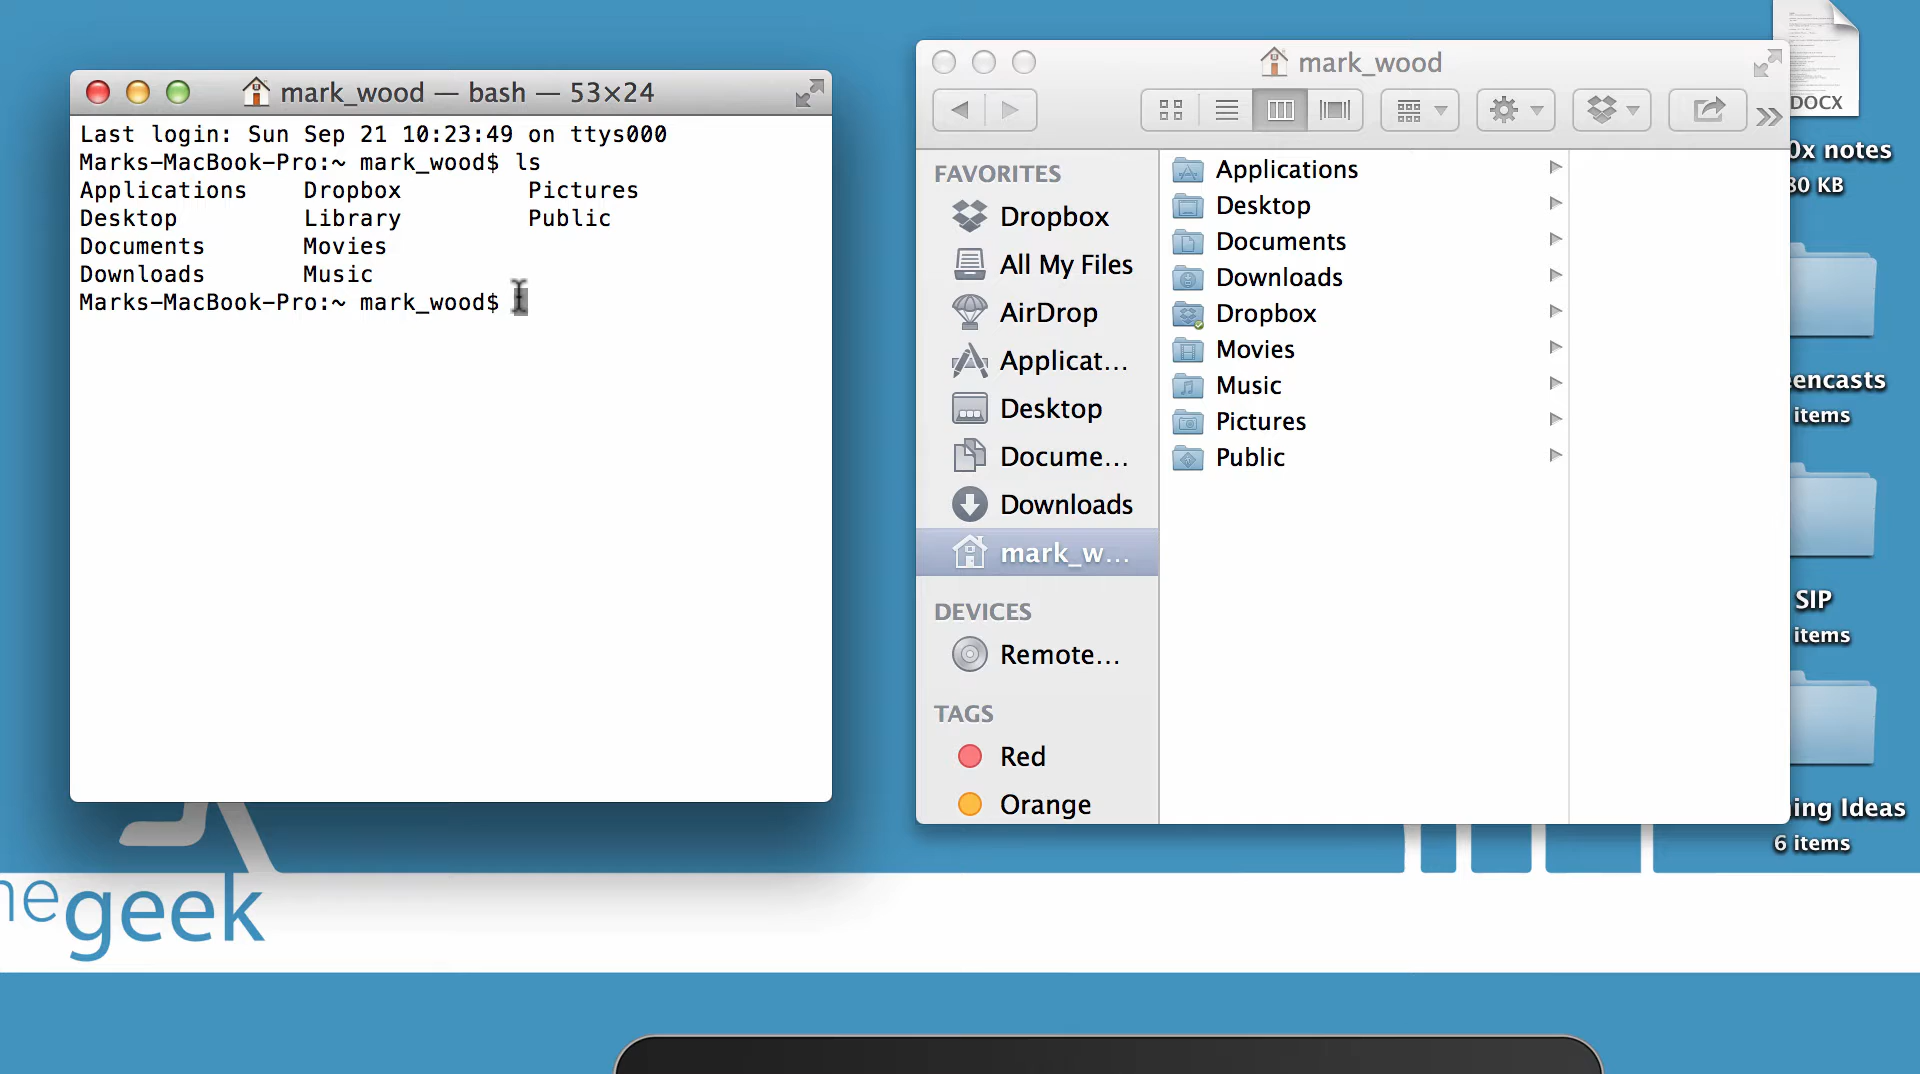 mark_wood — bash — 53×24
Last login: Sun Sep 21 10:23:49 on ttys000
Marks-MacBook-Pro:~ mark_wood$ ls
Applications Dropbox Pictures
Desktop Library Public
Documents Movies
Downloads Music
Marks-MacBook-Pro:~ mark_wood$
mark_wood
FAVORITES
Dropbox
All My Files
AirDrop
Applicat...
Desktop
Docume...
Downloads
mark_w...
DEVICES
Remote...
TAGS
Red
Orange
Applications
Desktop
Documents
Downloads
Dropbox
Movies
Music
Pictures
Public
DOCX
0x notes
80 KB
encasts
items
SIP
items
ing Ideas
6 items
he
geek